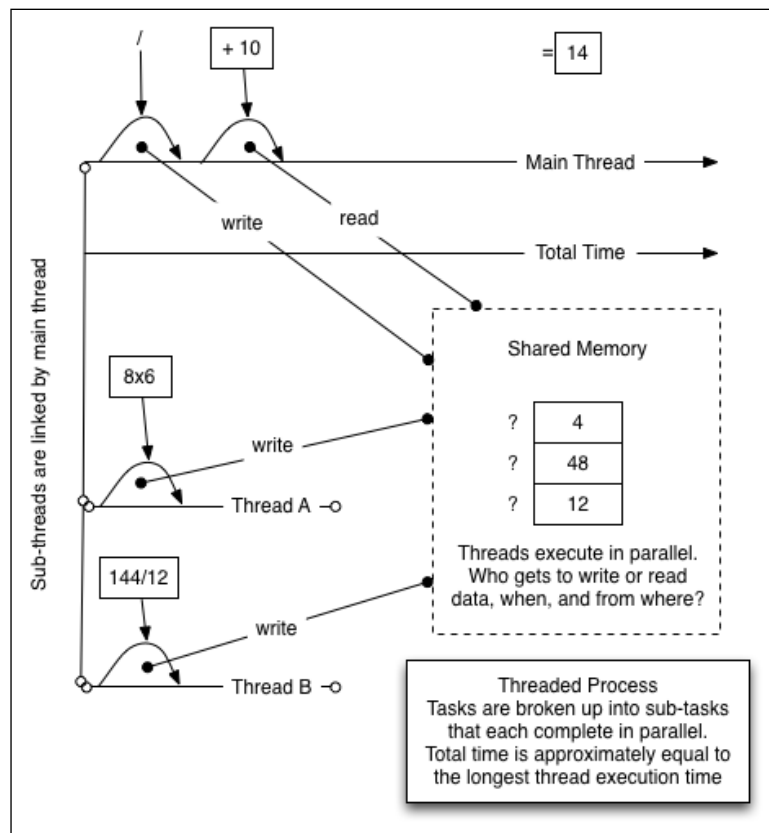 /
+ 10
= 14
Main Thread
write
read
Total Time
Sub-threads are linked by main thread
Shared Memory
8x6
? 4
write
? 48
Thread A
? 12
Threads execute in parallel.
Who gets to write or read
data, when, and from where?
144/12
write
Thread B
Threaded Process
Tasks are broken up into sub-tasks
that each complete in parallel.
Total time is approximately equal to
the longest thread execution time